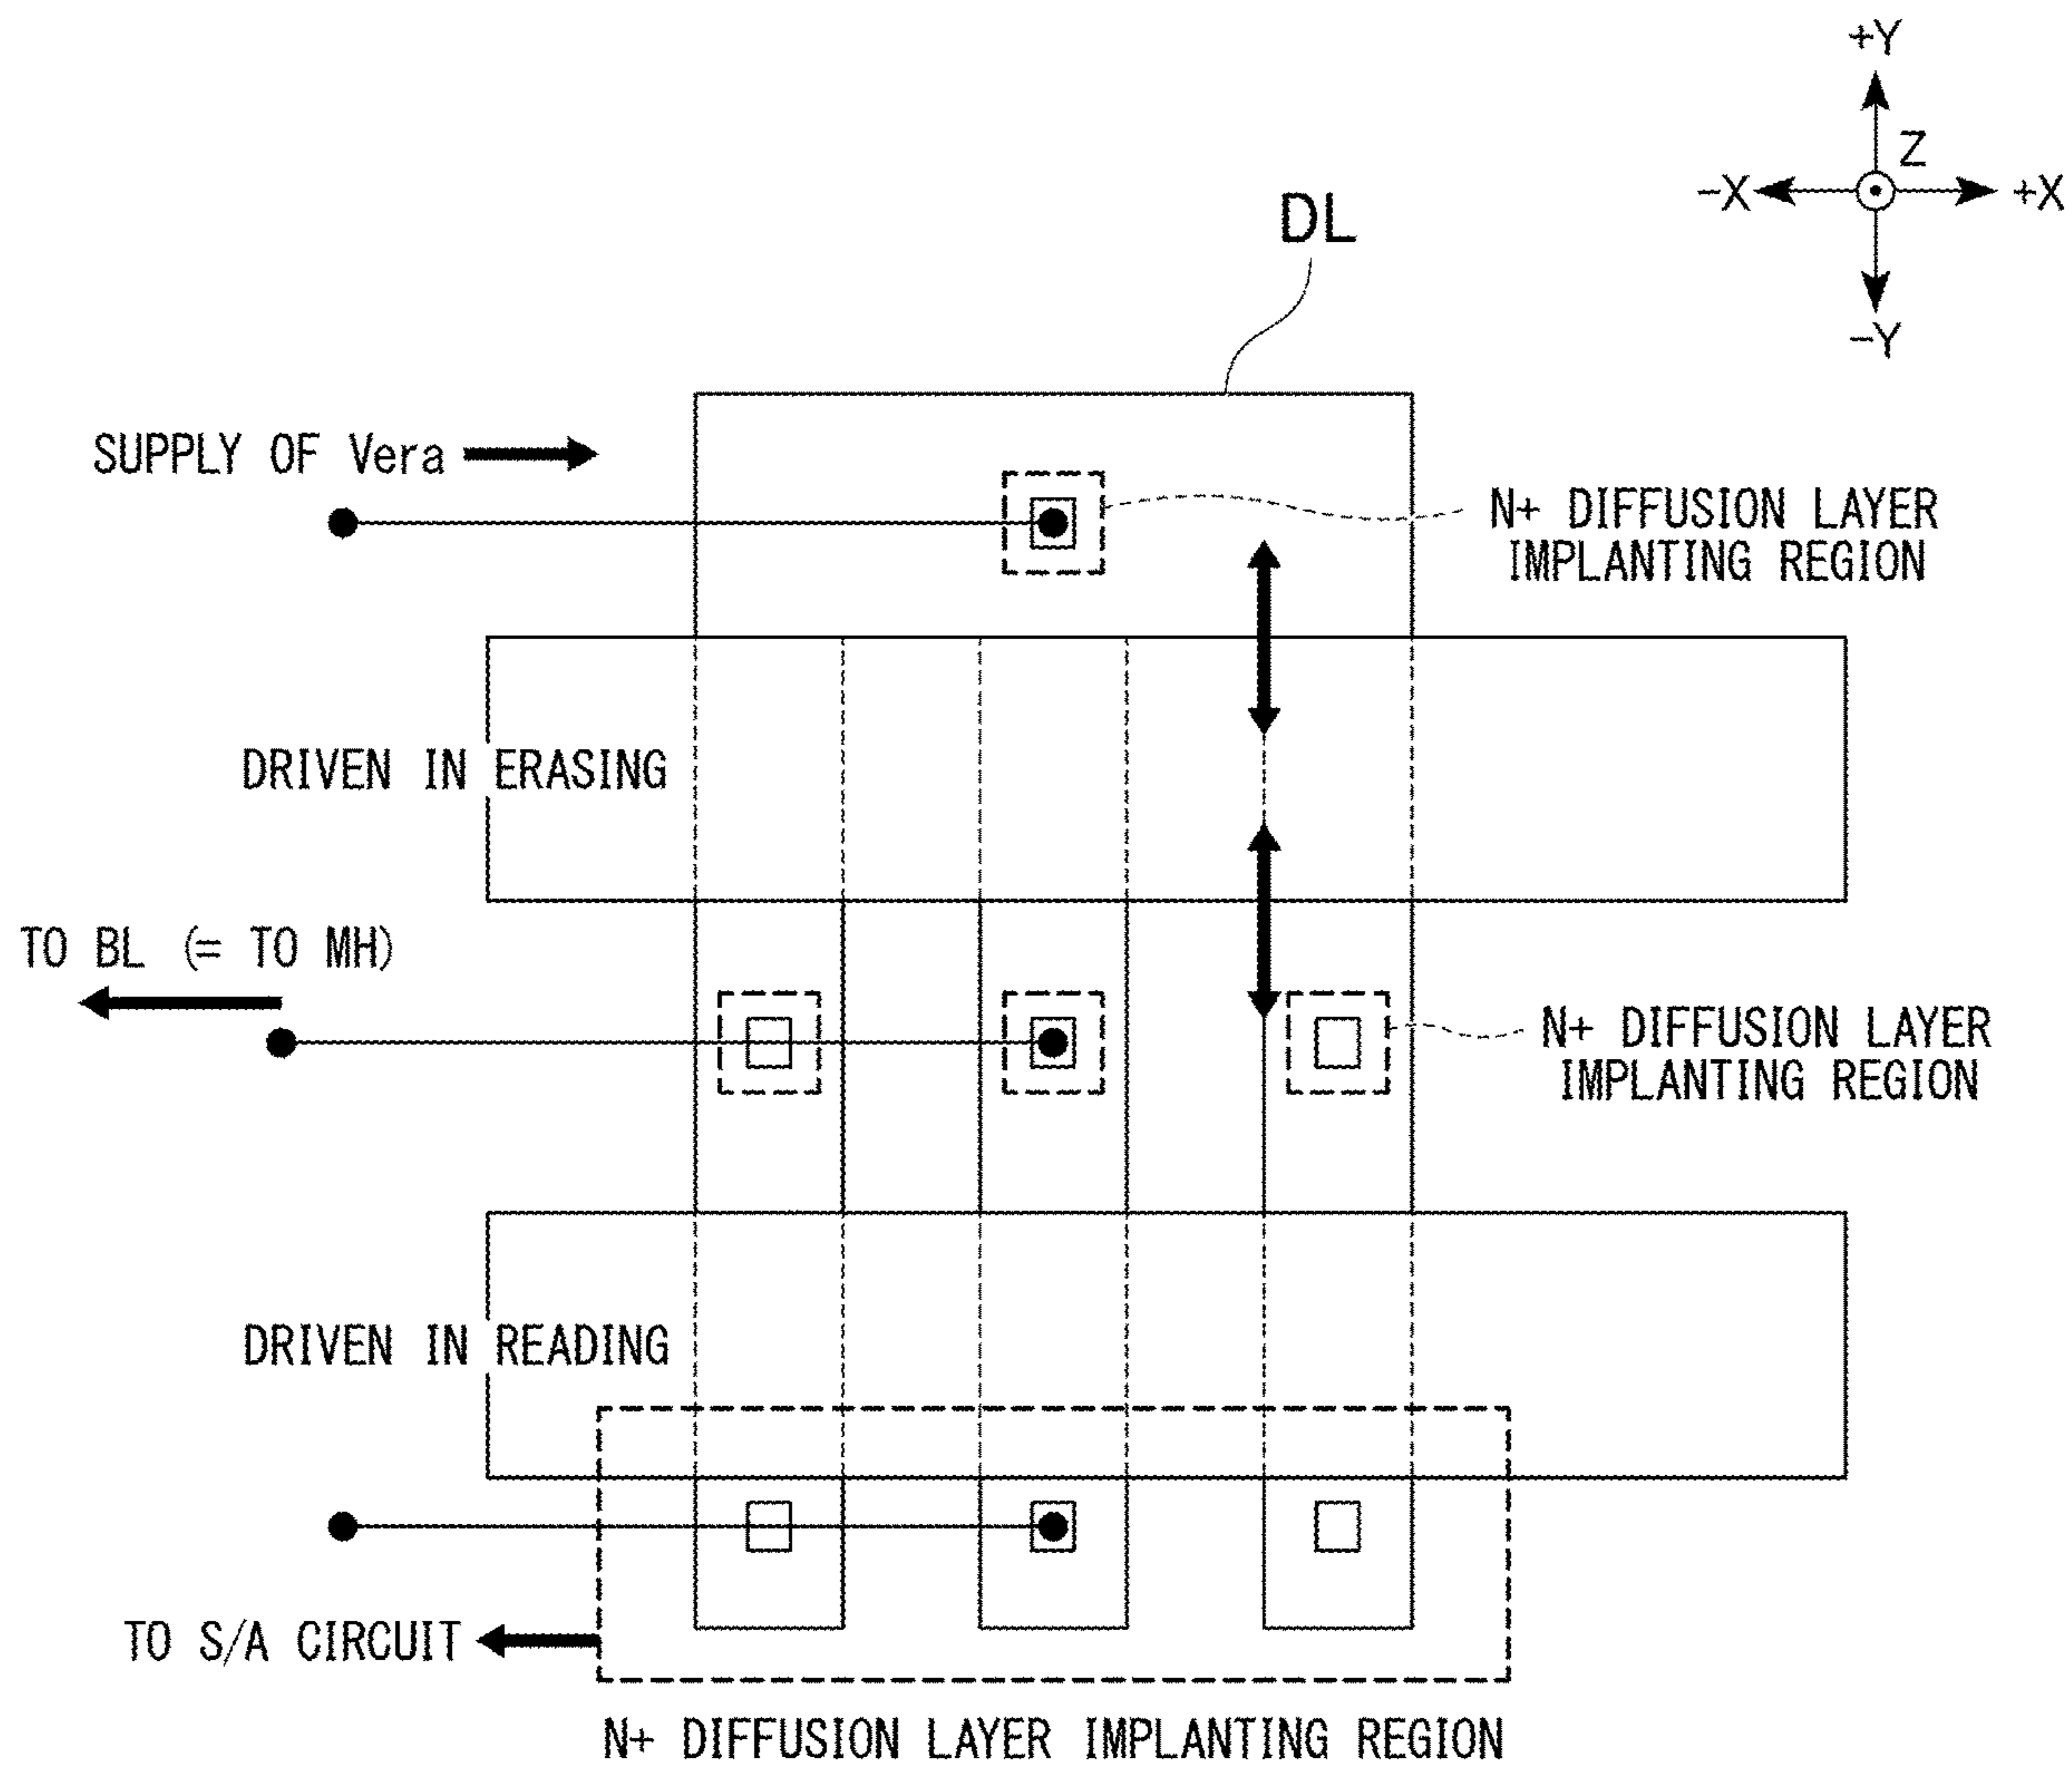 +Y
Z
-X
+X
-Y
DL
SUPPLY OF Vera
N+ DIFFUSION LAYER
IMPLANTING REGION
DRIVEN IN ERASING
TO BL (= TO MH)
N+ DIFFUSION LAYER
IMPLANTING REGION
DRIVEN IN READING
TO S/A CIRCUIT
N+ DIFFUSION LAYER IMPLANTING REGION